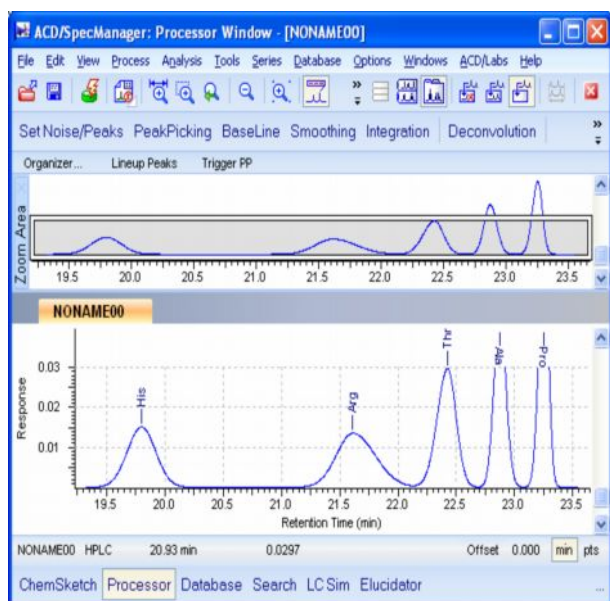 ACD/SpecManager: Processor Window - [NONAME00]
File Edit View Process Analysis Tools Series Database Options Windows ACD/Labs Help
Set Noise/Peaks PeakPicking BaseLine Smoothing Integration Deconvolution
Organizer... Lineup Peaks Trigger PP
Zoom Area
19.5 20.0 20.5 21.0 21.5 22.0 22.5 23.0 23.5
NONAME00
Response
0.03
0.02
0.01
His
Arg
Thr
Ala
Pro
19.5 20.0 20.5 21.0 21.5 22.0 22.5 23.0 23.5
Retention Time (min)
NONAME00 HPLC 20.93 min 0.0297 Offset 0.000 min pts
ChemSketch Processor Database Search LC Sim Elucidator ...